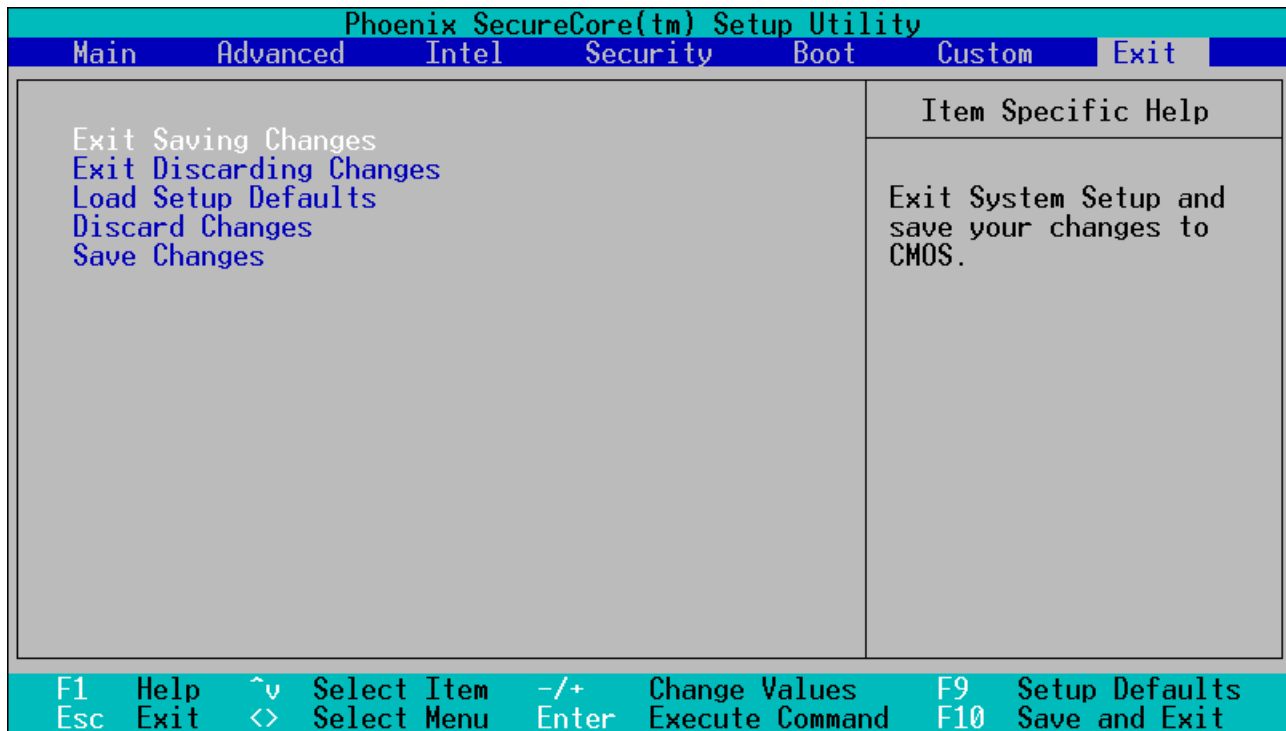 Phoenix SecureCore(tm) Setup Utility
Main Advanced Intel Security Boot Custom Exit
Exit Saving Changes
Exit Discarding Changes
Load Setup Defaults
Discard Changes
Save Changes
Item Specific Help
Exit System Setup and
save your changes to
CMOS.
F1 Help ^v Select Item -/+ Change Values F9 Setup Defaults
Esc Exit <> Select Menu Enter Execute Command F10 Save and Exit